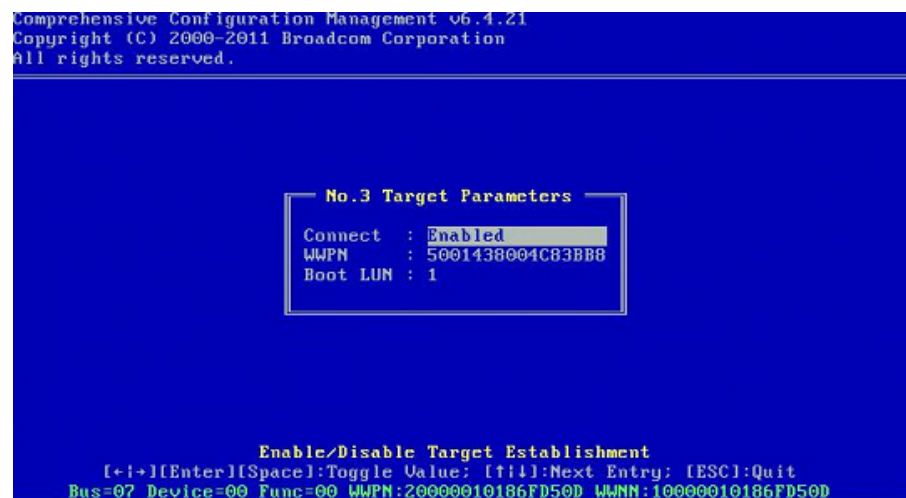 Comprehensive Configuration Management v6.4.21
Copyright (C) 2000-2011 Broadcom Corporation
All rights reserved.
No.3 Target Parameters
Connect : Enabled
WWPN : 5001438004C83BB8
Boot LUN : 1
Enable/Disable Target Establishment
[←|→][Enter][Space]:Toggle Value; [↑|↓]:Next Entry; [ESC]:Quit
Bus=07 Device=00 Func=00 WWPN:20000010186FD50D WWNN:10000010186FD50D